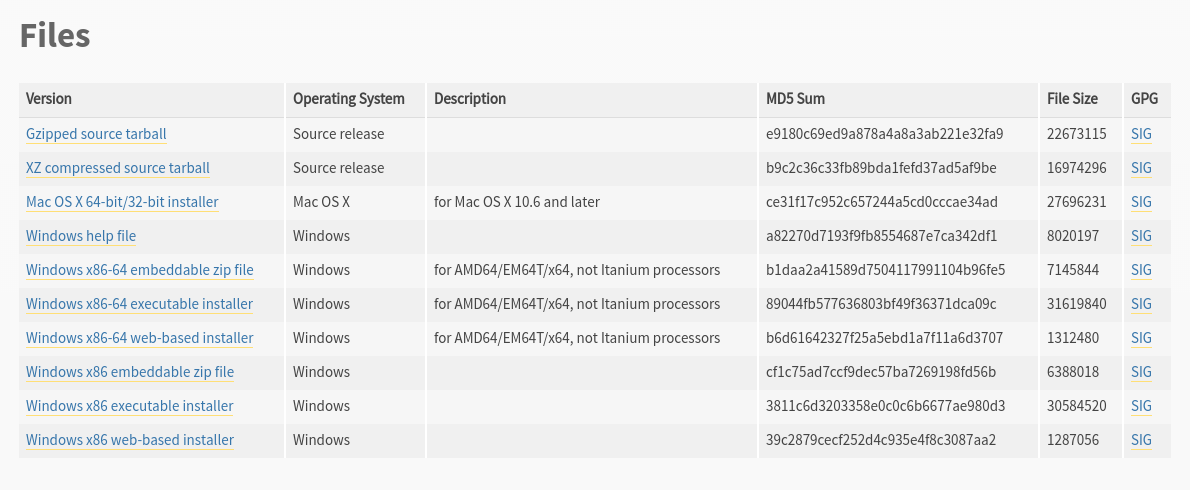 Files
Version Operating System Description MD5 Sum File Size GPG
Gzipped source tarball Source release e9180c69ed9a878a4a8a3ab221e32fa9 22673115 SIG
XZ compressed source tarball Source release b9c2c36c33fb89bda1fefd37ad5af9be 16974296 SIG
Mac OS X 64-bit/32-bit installer Mac OS X for Mac OS X 10.6 and later ce31f17c952c657244a5cd0cccae34ad 27696231 SIG
Windows help file Windows a82270d7193f9fb8554687e7ca342df1 8020197 SIG
Windows x86-64 embeddable zip file Windows for AMD64/EM64T/x64, not Itanium processors b1daa2a41589d7504117991104b96fe5 7145844 SIG
Windows x86-64 executable installer Windows for AMD64/EM64T/x64, not Itanium processors 89044fb577636803bf49f36371dca09c 31619840 SIG
Windows x86-64 web-based installer Windows for AMD64/EM64T/x64, not Itanium processors b6d61642327f25a5ebd1a7f11a6d3707 1312480 SIG
Windows x86 embeddable zip file Windows cf1c75ad7ccf9dec57ba7269198fd56b 6388018 SIG
Windows x86 executable installer Windows 3811c6d3203358e0c0c6b6677ae980d3 30584520 SIG
Windows x86 web-based installer Windows 39c2879cecf252d4c935e4f8c3087aa2 1287056 SIG